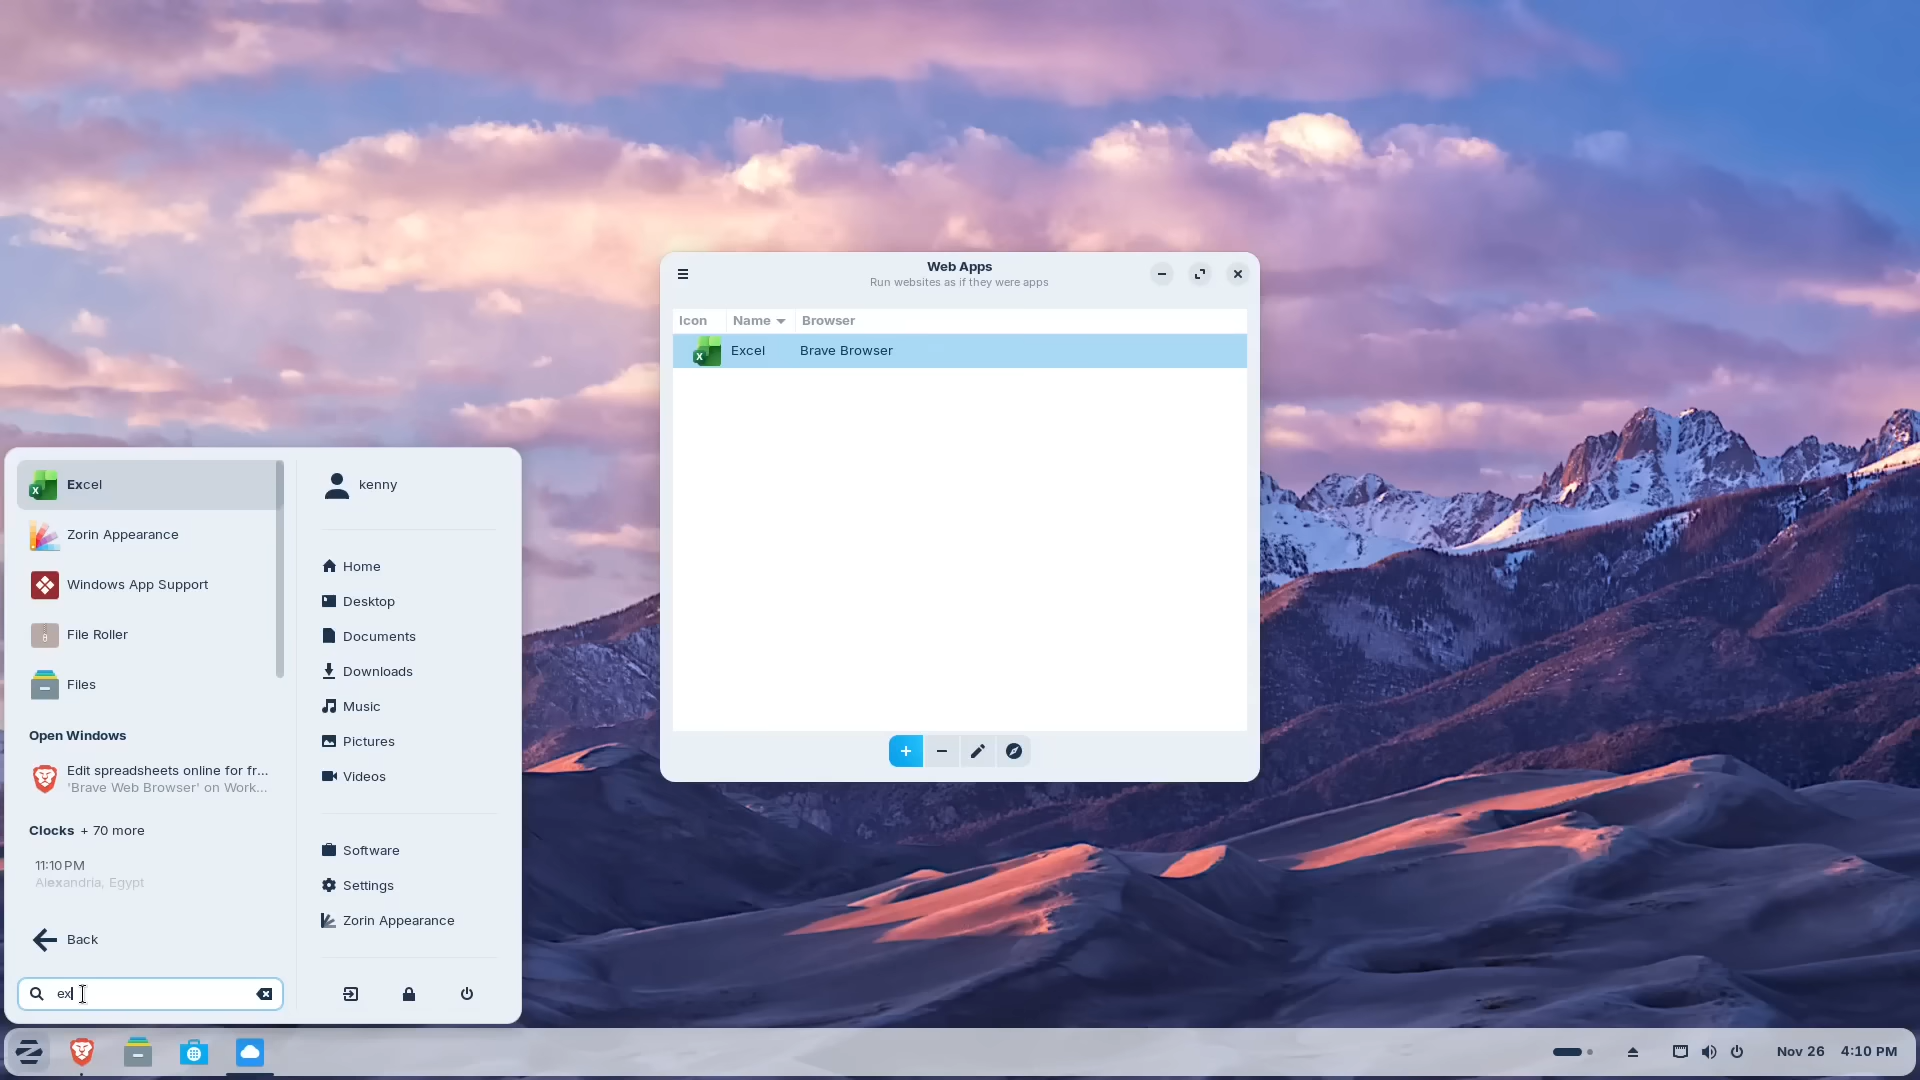 Web Apps
Run websites as if they were apps
Icon Name Browser
Excel Brave Browser
Excel
Zorin Appearance
Windows App Support
File Roller
Files
Open Windows
Edit spreadsheets online for fr...
'Brave Web Browser' on Work...
Clocks + 70 more
11:10 PM
Alexandria, Egypt
Back
ex
kenny
Home
Desktop
Documents
Downloads
Music
Pictures
Videos
Software
Settings
Zorin Appearance
Nov 26 4:10 PM